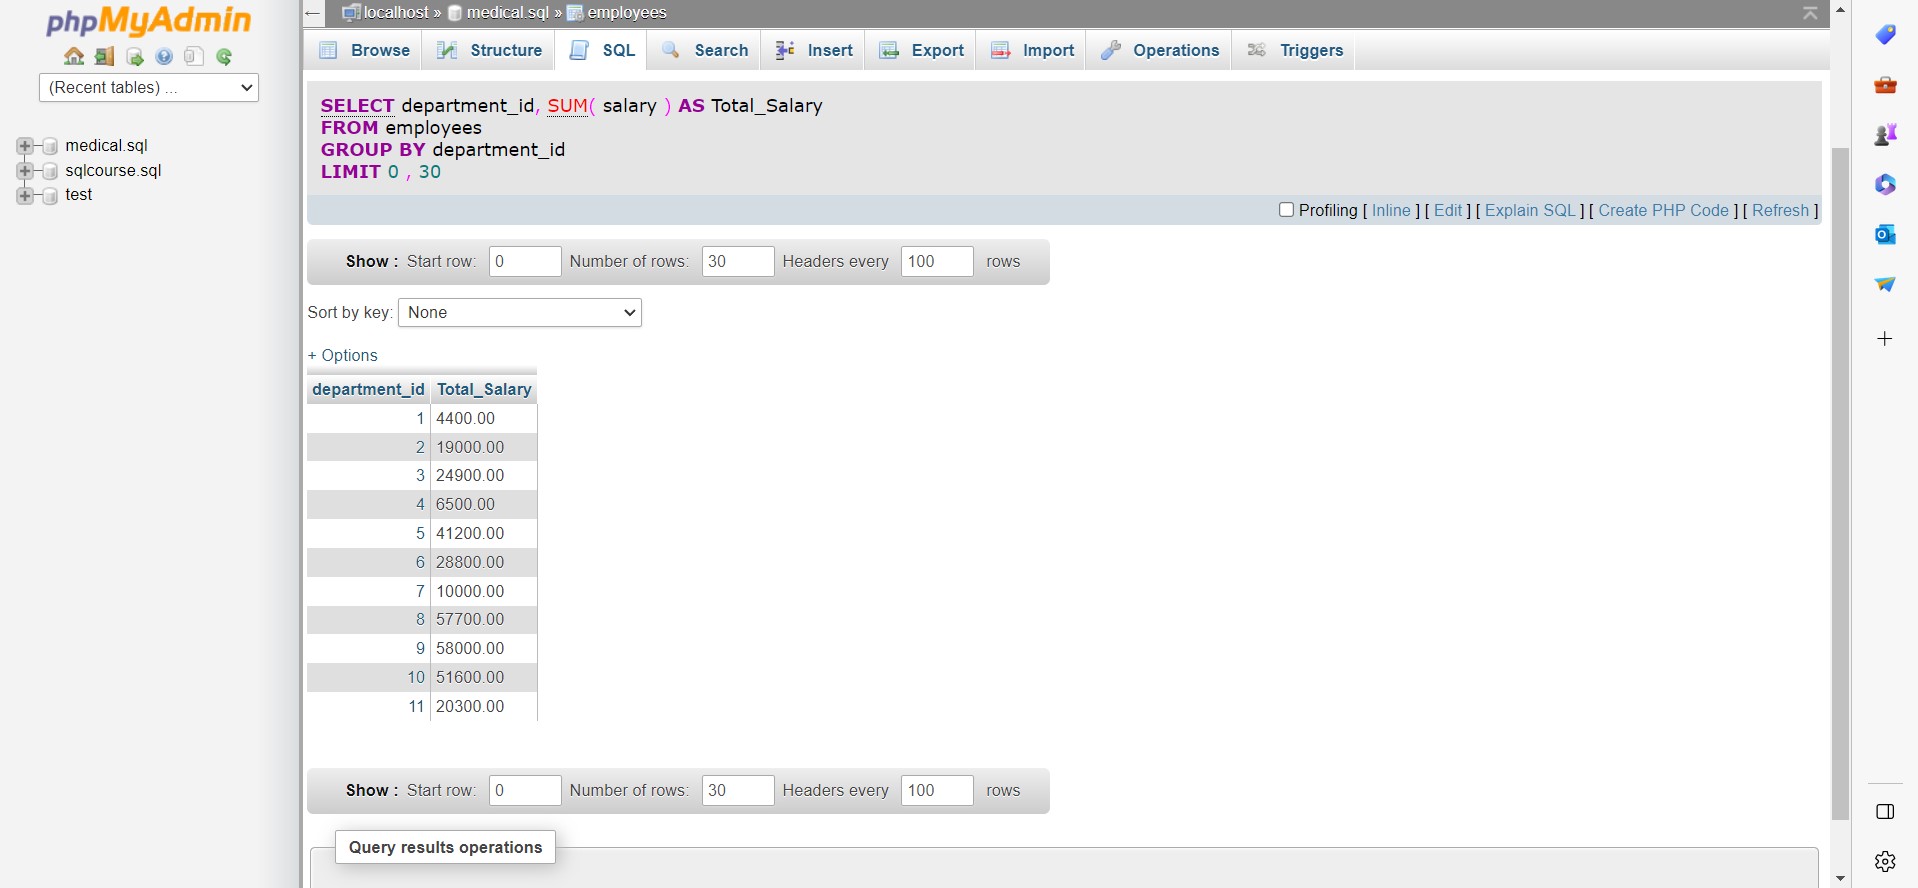 phpMyAdmin
(Recent tables) ...
medical.sql
sqlcourse.sql
test
← localhost » medical.sql » employees
Browse Structure SQL Search Insert Export Import Operations Triggers
SELECT department_id, SUM( salary ) AS Total_Salary
FROM employees
GROUP BY department_id
LIMIT 0 , 30
Profiling [ Inline ] [ Edit ] [ Explain SQL ] [ Create PHP Code ] [ Refresh ]
Show : Start row: 0 Number of rows: 30 Headers every 100 rows
Sort by key: None
+ Options
department_id Total_Salary
1 4400.00
2 19000.00
3 24900.00
4 6500.00
5 41200.00
6 28800.00
7 10000.00
8 57700.00
9 58000.00
10 51600.00
11 20300.00
Show : Start row: 0 Number of rows: 30 Headers every 100 rows
Query results operations